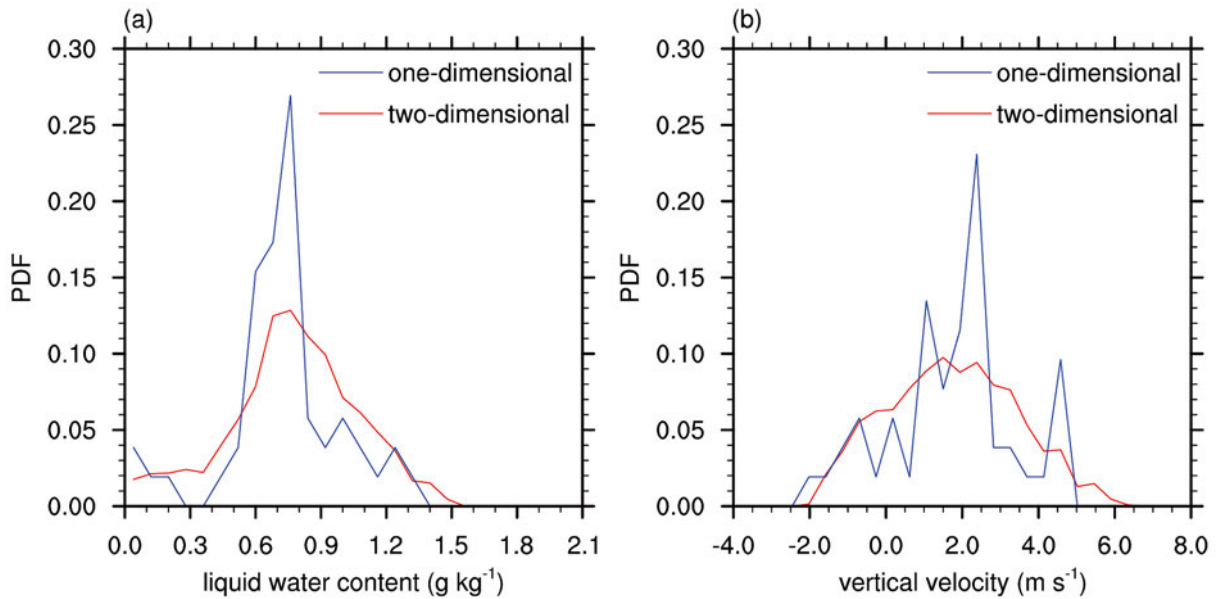 (a)
0.30
0.25
0.20
0.15
0.10
0.05
0.00
PDF
one-dimensional
two-dimensional
0.0 0.3 0.6 0.9 1.2 1.5 1.8 2.1
liquid water content (g kg⁻¹)
(b)
0.30
0.25
0.20
0.15
0.10
0.05
0.00
PDF
one-dimensional
two-dimensional
-4.0 -2.0 0.0 2.0 4.0 6.0 8.0
vertical velocity (m s⁻¹)